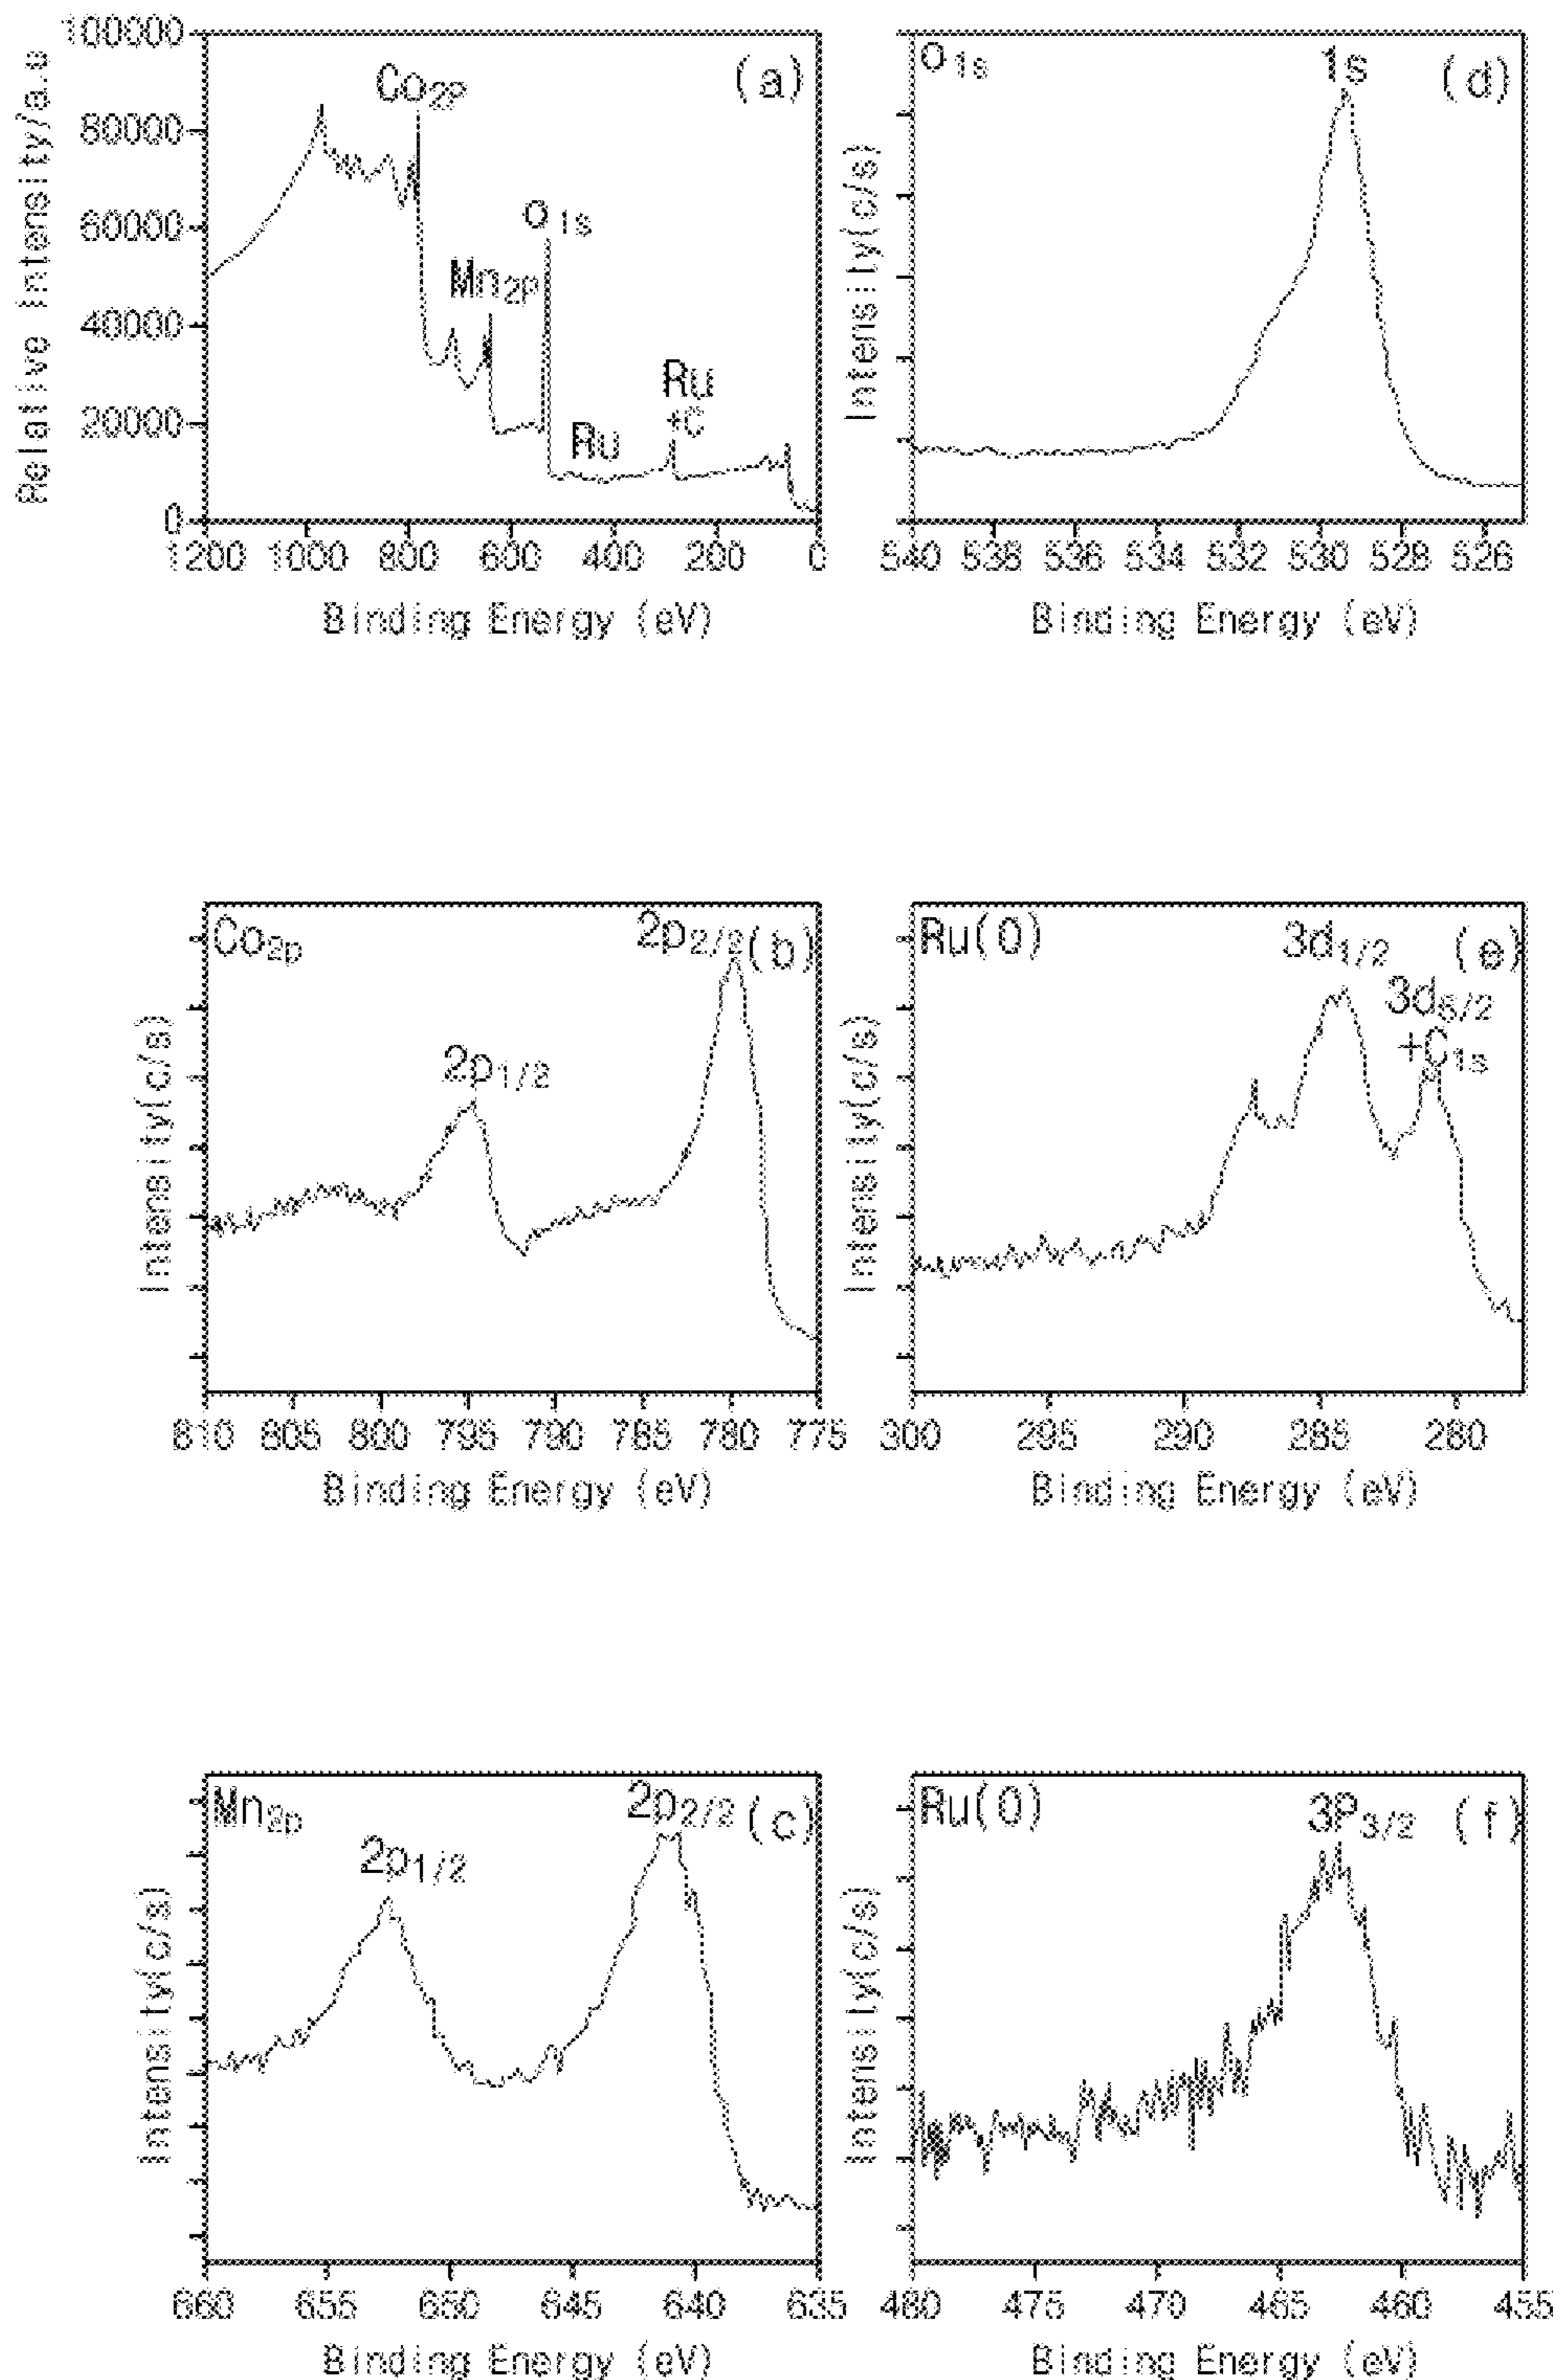 100000
80000
60000
40000
20000
0
Relative Intensity/a.u
Co2p
(a)
Mn2p
O1s
Ru
Ru
+C
1200 1000 800 600 400 200 0
Binding Energy (eV)
O1s
1s
(d)
Intensity(c/s)
540 538 536 534 532 530 528 526
Binding Energy (eV)
Co2p
2p2/2
(b)
2p1/2
Intensity(c/s)
810 805 800 795 790 785 780 775
Binding Energy (eV)
Ru(0)
3d1/2
(e)
3d5/2
+C1s
Intensity(c/s)
300 295 290 285 280
Binding Energy (eV)
Mn2p
2p2/2
(c)
2p1/2
Intensity(c/s)
660 655 650 645 640 635
Binding Energy (eV)
Ru(0)
3P3/2
(f)
Intensity(c/s)
480 475 470 465 460 455
Binding Energy (eV)